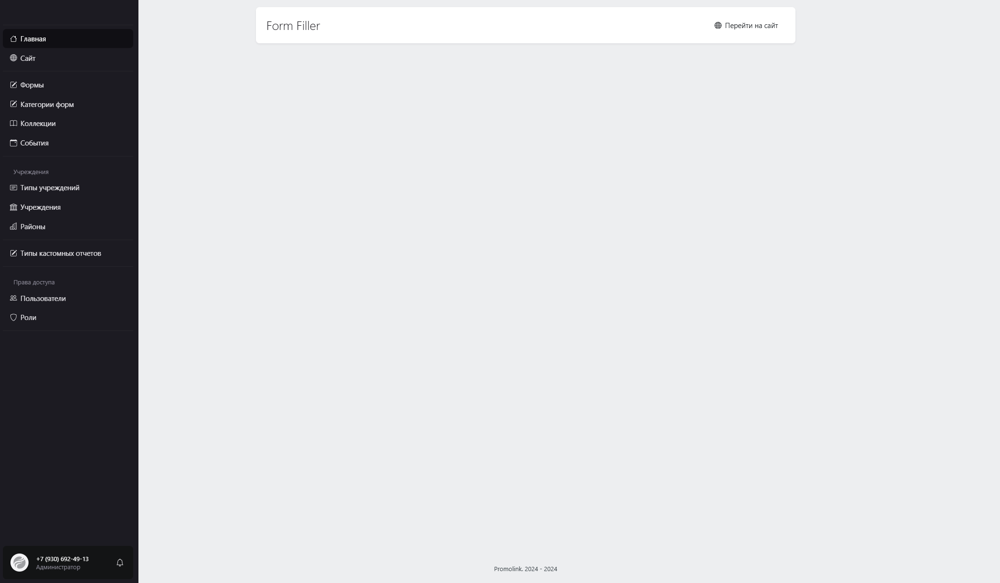 Главная
Сайт
Формы
Категории форм
Коллекции
События
Учреждения
Типы учреждений
Учреждения
Районы
Типы кастомных отчетов
Права доступа
Пользователи
Роли
+7 (930) 692-49-13
Администратор
Form Filler
Перейти на сайт
Promolink. 2024 - 2024